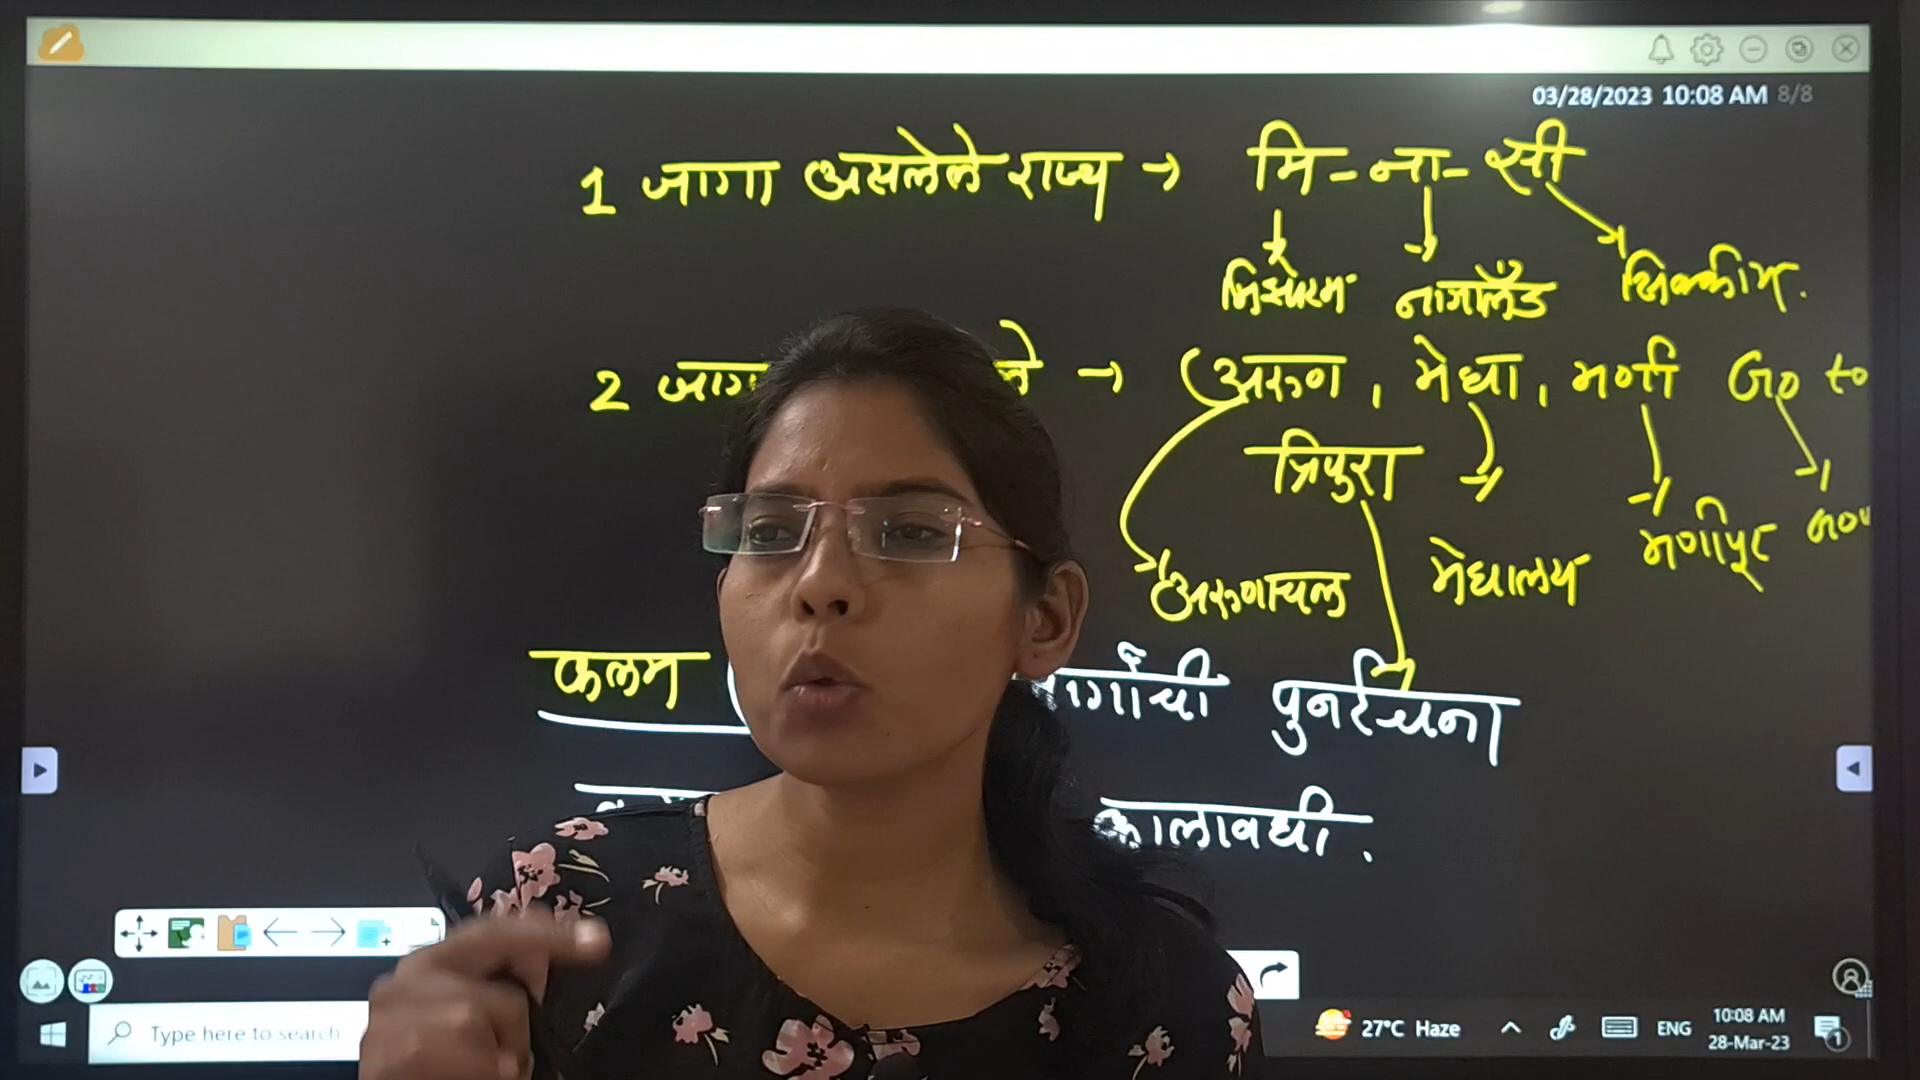 03/28/2023 10:08 AM 8/8
1 जागा असलेले राज्य → मि - ना - सी
मिझोरम नागालँड सिक्कीम.
2 जागा ले → अरुण, मेघा, मणी Go to
त्रिपुरा
मणीपूर
अरुणाचल मेघालय
कलम पुनर्रचना
कालावधी.
Type here to search
27°C Haze ENG 10:08 AM
28-Mar-23 1